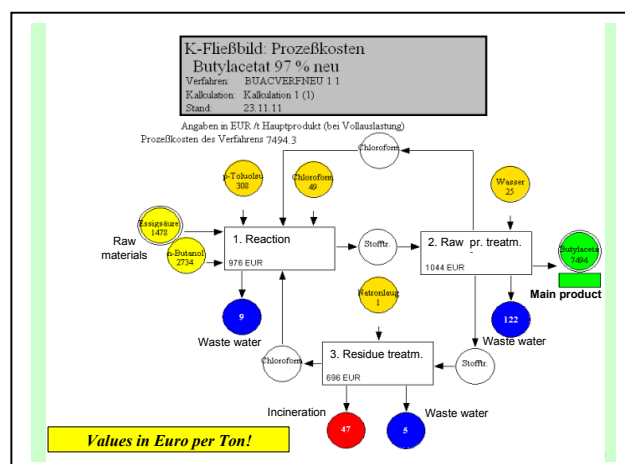 K-Fließbild: Prozeßkosten
Butylacetat 97 % neu
Verfahren: BUACVERFNEU 1 1
Kalkulation: Kalkulation 1 (1)
Stand: 23.11.11
Angaben in EUR /t Hauptprodukt (bei Vollauslastung)
Prozeßkosten des Verfahrens 7494.3
Chloroform
p-Toluolsu
308
Chloroform
49
Wasser
25
Essigsäure
1478
Raw
materials
n-Butanol
2734
1. Reaction
976 EUR
Stofftr.
2. Raw pr. treatm.
-
1044 EUR
Butylaceta
7494
Main product
9
Waste water
Natronlaug
1
122
Waste water
Chloroform
3. Residue treatm.
696 EUR
Stofftr.
Incineration
47
5
Waste water
Values in Euro per Ton!